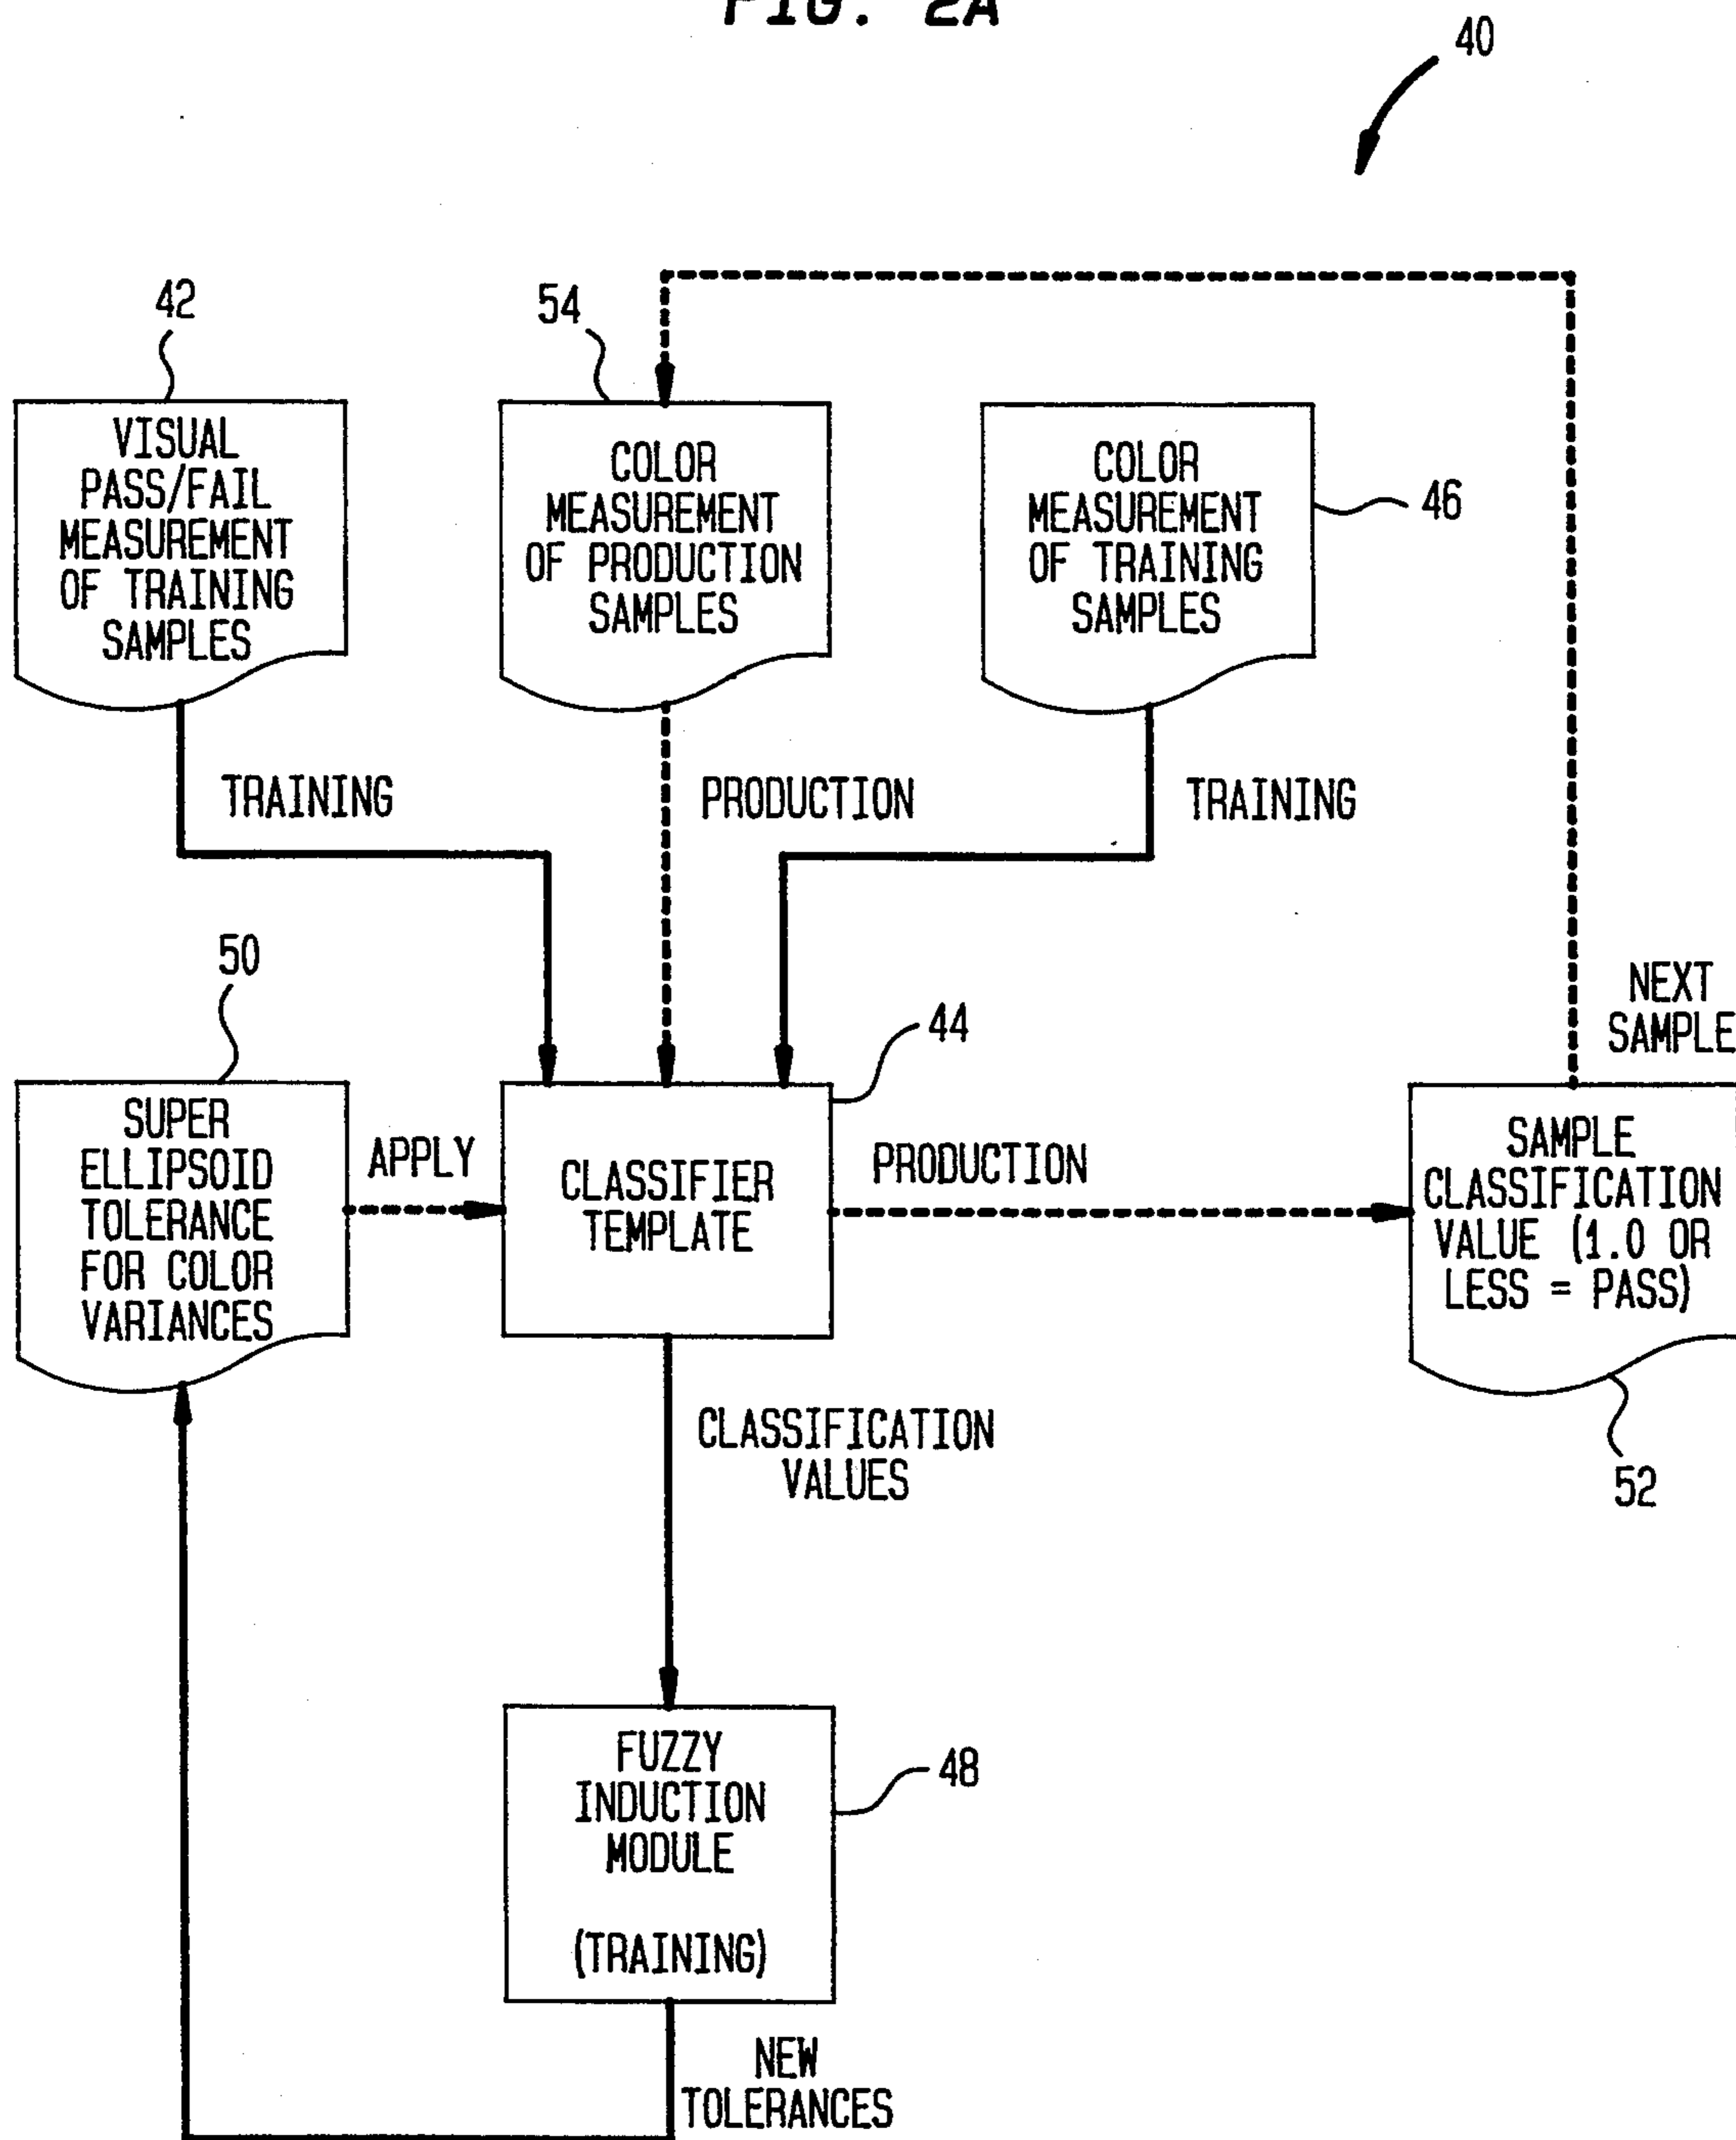 FIG. 2A
40
42
VISUAL
PASS/FAIL
MEASUREMENT
OF TRAINING
SAMPLES
54
COLOR
MEASUREMENT
OF PRODUCTION
SAMPLES
COLOR
MEASUREMENT
OF TRAINING
SAMPLES
46
TRAINING
PRODUCTION
TRAINING
50
SUPER
ELLIPSOID
TOLERANCE
FOR COLOR
VARIANCES
APPLY
44
CLASSIFIER
TEMPLATE
PRODUCTION
NEXT
SAMPLE
SAMPLE
CLASSIFICATION
VALUE (1.0 OR
LESS = PASS)
52
CLASSIFICATION
VALUES
FUZZY
INDUCTION
MODULE
(TRAINING)
48
NEW
TOLERANCES